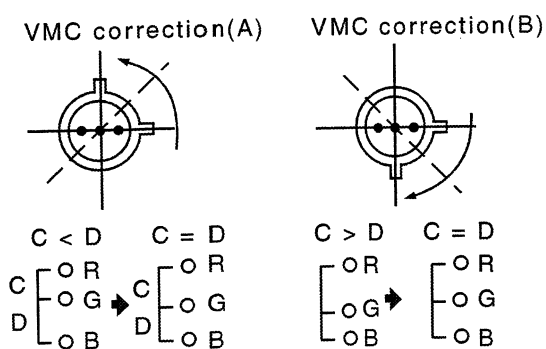 VMC correction(A)
VMC correction(B)
C < D
C = D
C > D
C = D
R
C
G
D
B
R
C
G
D
B
R
G
B
R
G
B